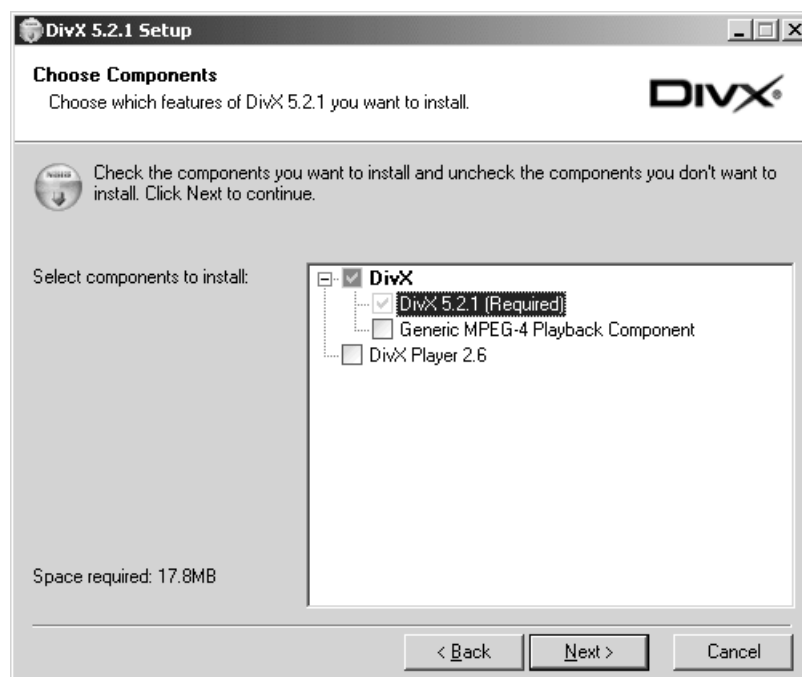 DivX 5.2.1 Setup
Choose Components
Choose which features of DivX 5.2.1 you want to install.
DIVX
Check the components you want to install and uncheck the components you don't want to
install. Click Next to continue.
Select components to install:
DivX
DivX 5.2.1 (Required)
Generic MPEG-4 Playback Component
DivX Player 2.6
Space required: 17.8MB
< Back
Next >
Cancel